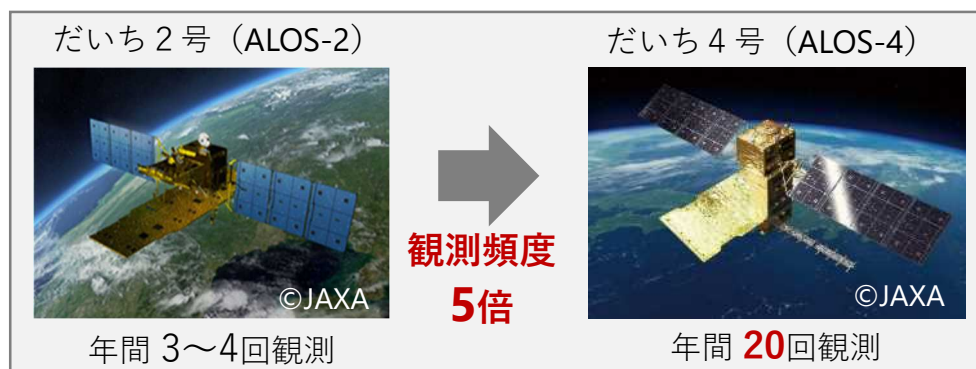 だいち２号（ALOS-2）
©JAXA
年間 3～4回観測
観測頻度
5倍
だいち４号（ALOS-4）
©JAXA
年間 20回観測